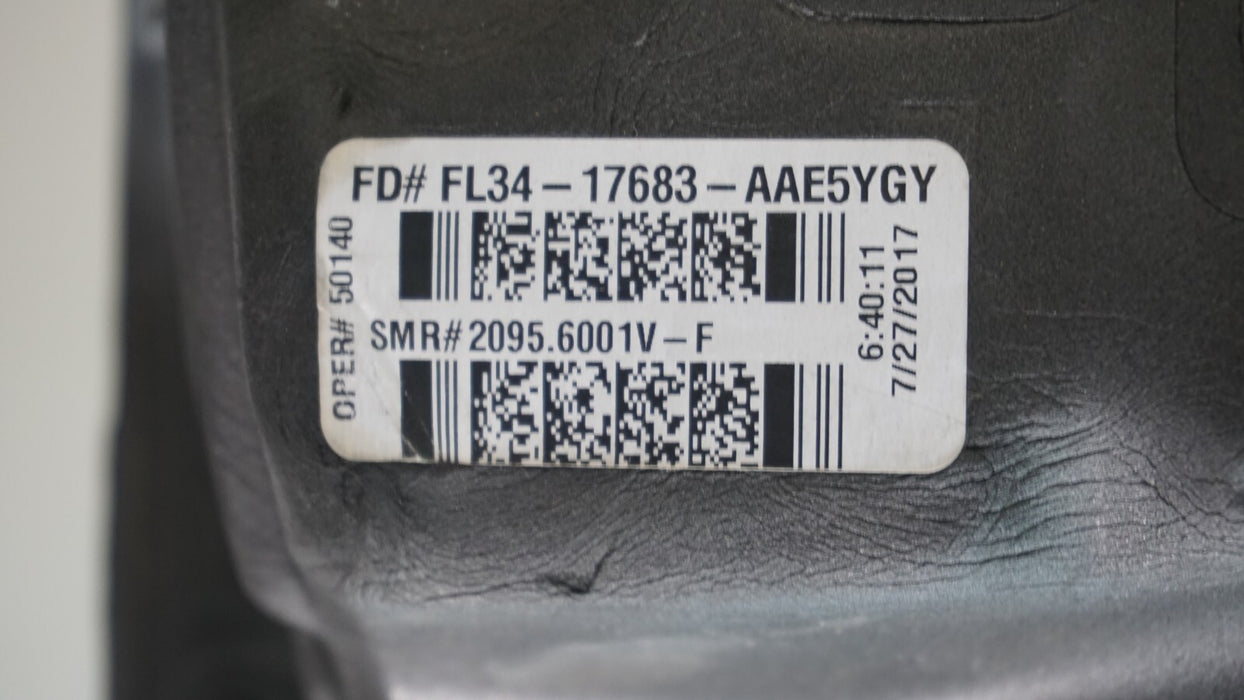 FD# FL34-17683-AAE5YGY
OPER# 50140
SMR# 2095.6001V-F
6:40:11
7/27/2017